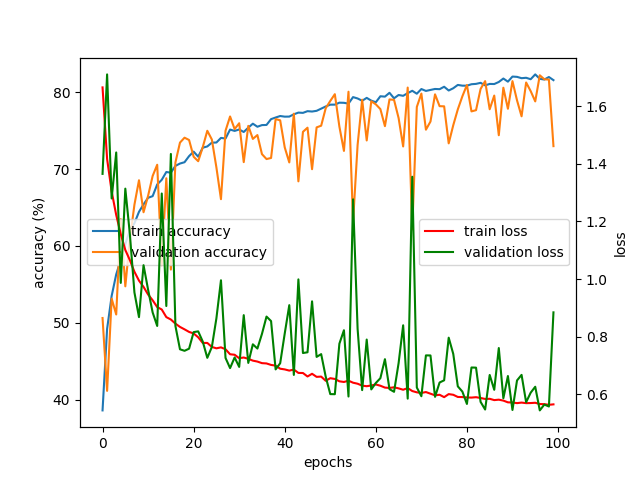 80
70
60
50
40
accuracy (%)
1.6
1.4
1.2
1.0
0.8
0.6
loss
train accuracy
validation accuracy
train loss
validation loss
0 20 40 60 80 100
epochs